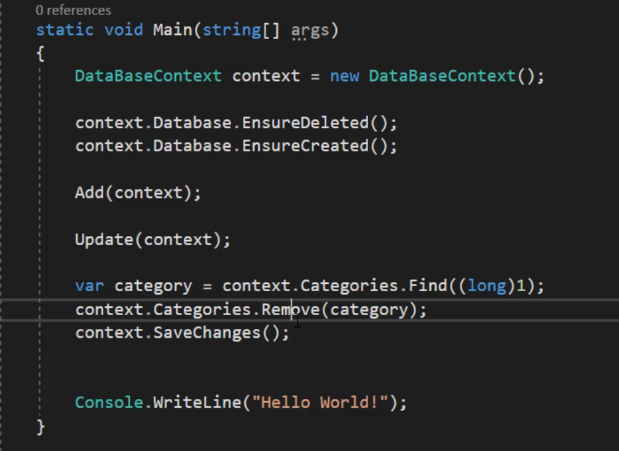 0 references
static void Main(string[] args)
{
DataBaseContext context = new DataBaseContext();
context.Database.EnsureDeleted();
context.Database.EnsureCreated();
Add(context);
Update(context);
var category = context.Categories.Find((long)1);
context.Categories.Remove(category);
context.SaveChanges();
Console.WriteLine("Hello World!");
}